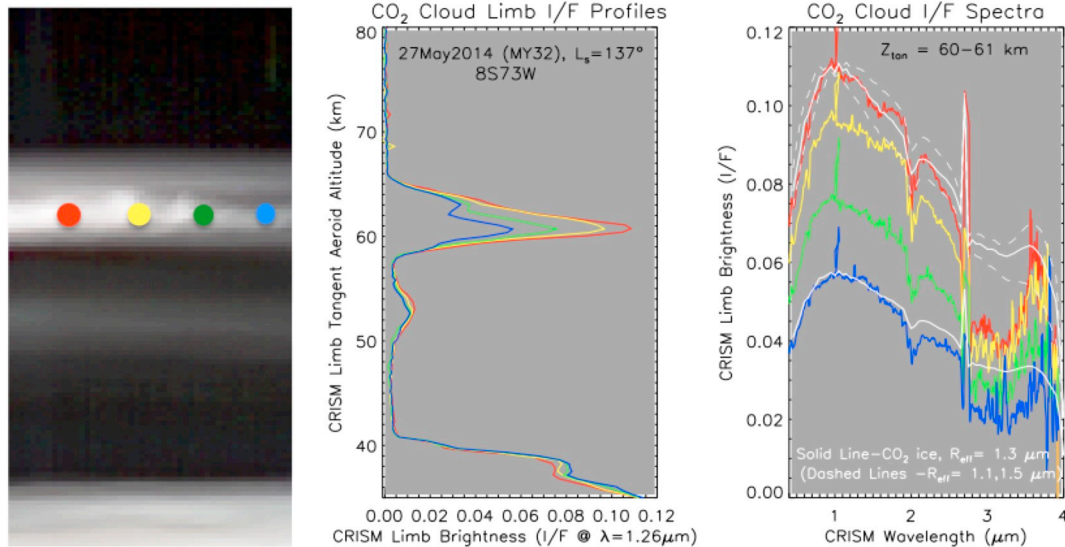 CO2 Cloud Limb I/F Profiles
27May2014 (MY32), Ls=137°
8S73W
CRISM Limb Tangent Aeroid Altitude (km)
80
70
60
50
40
0.00 0.02 0.04 0.06 0.08 0.10 0.12
CRISM Limb Brightness (I/F @ λ=1.26μm)
CO2 Cloud I/F Spectra
Ztan = 60-61 km
CRISM Limb Brightness (I/F)
0.12
0.10
0.08
0.06
0.04
0.02
0.00
Solid Line-CO2 ice, Reff= 1.3 μm
(Dashed Lines -Reff= 1.1,1.5 μm)
1 2 3 4
CRISM Wavelength (μm)